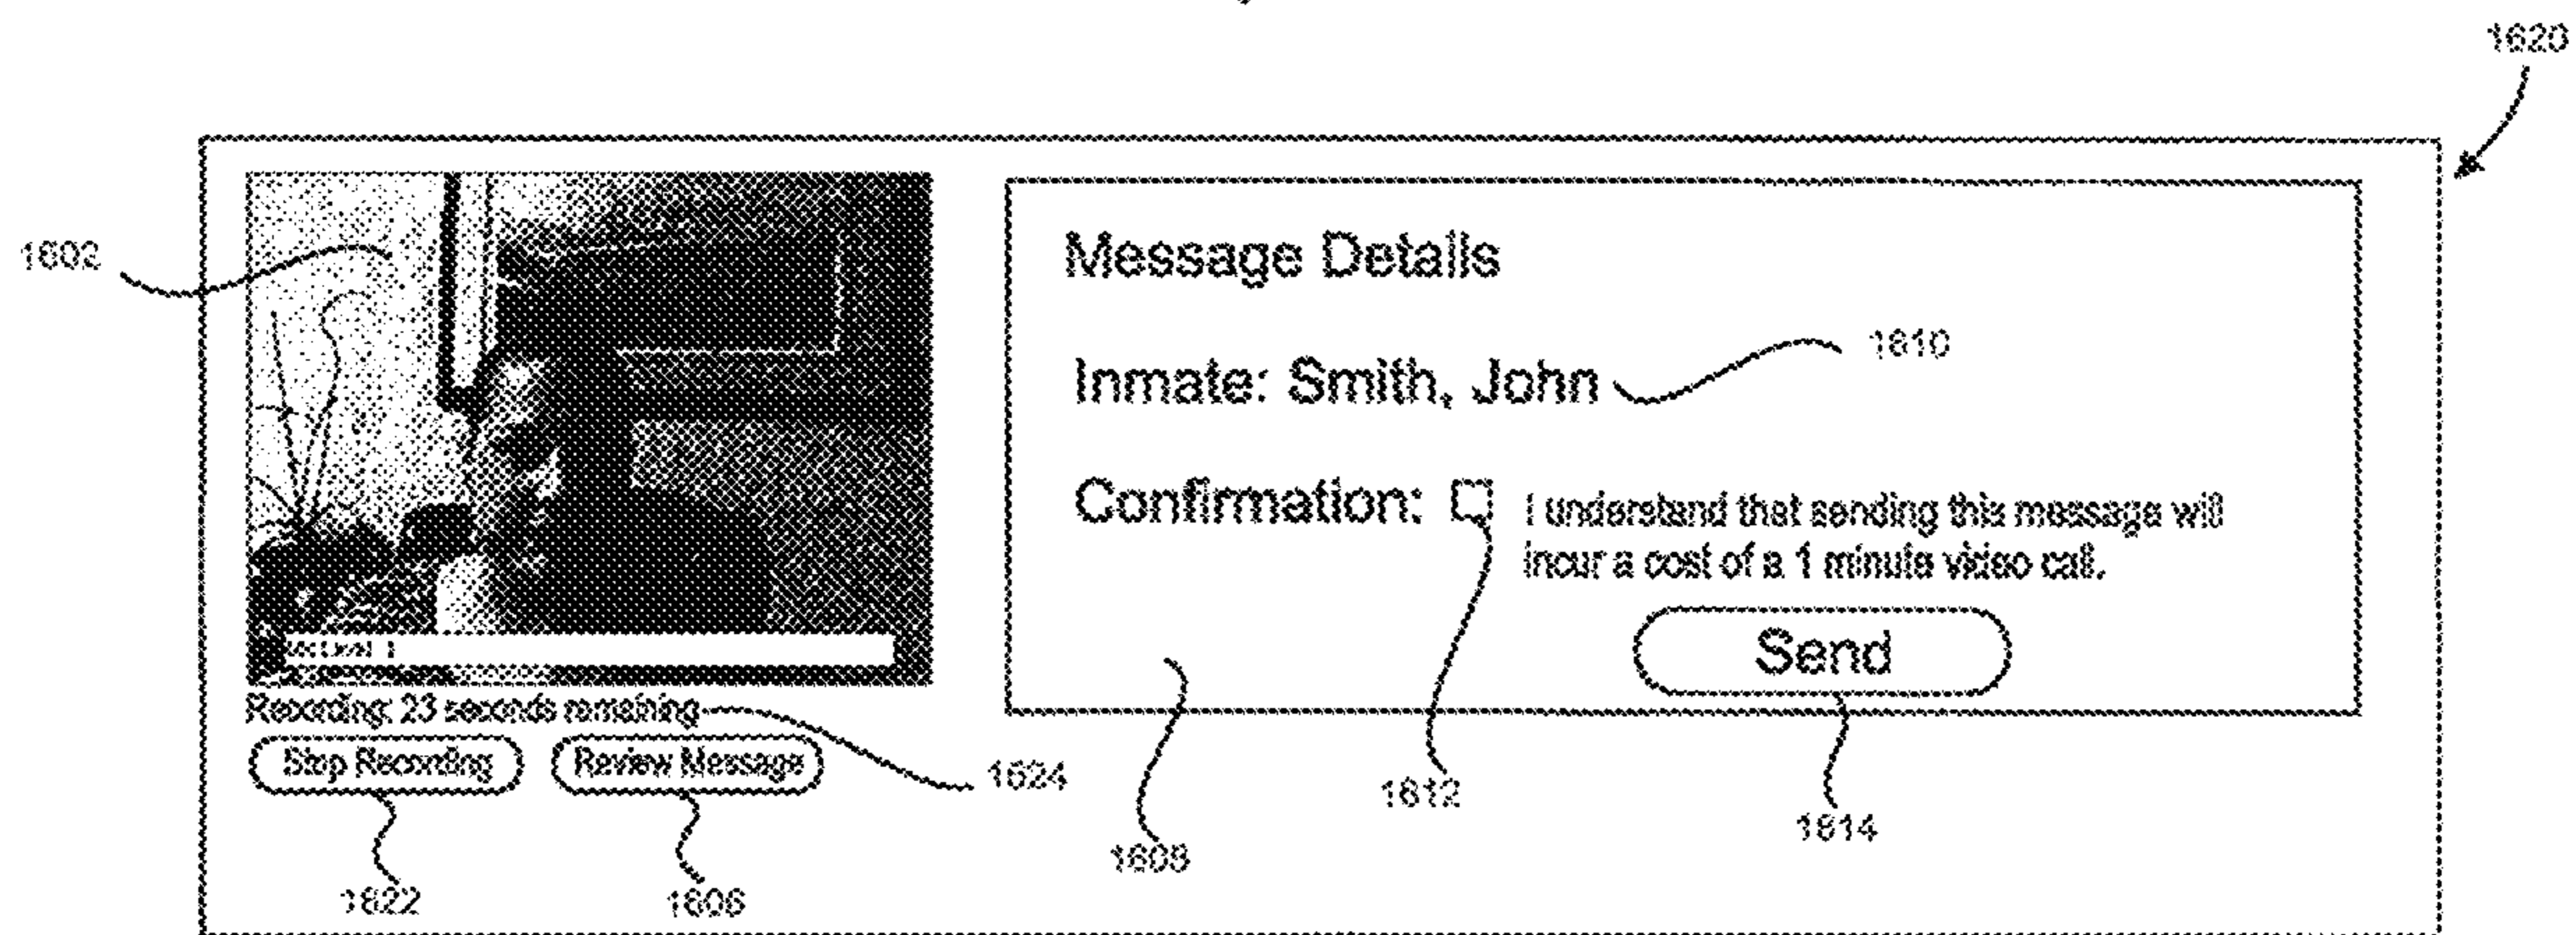 1620
1602
Message Details
Inmate: Smith, John
1610
Confirmation:
I understand that sending this message will
incur a cost of a 1 minute video call.
Send
Recording: 23 seconds remaining
Stop Recording
Review Message
1624
1612
1614
1608
1622
1606